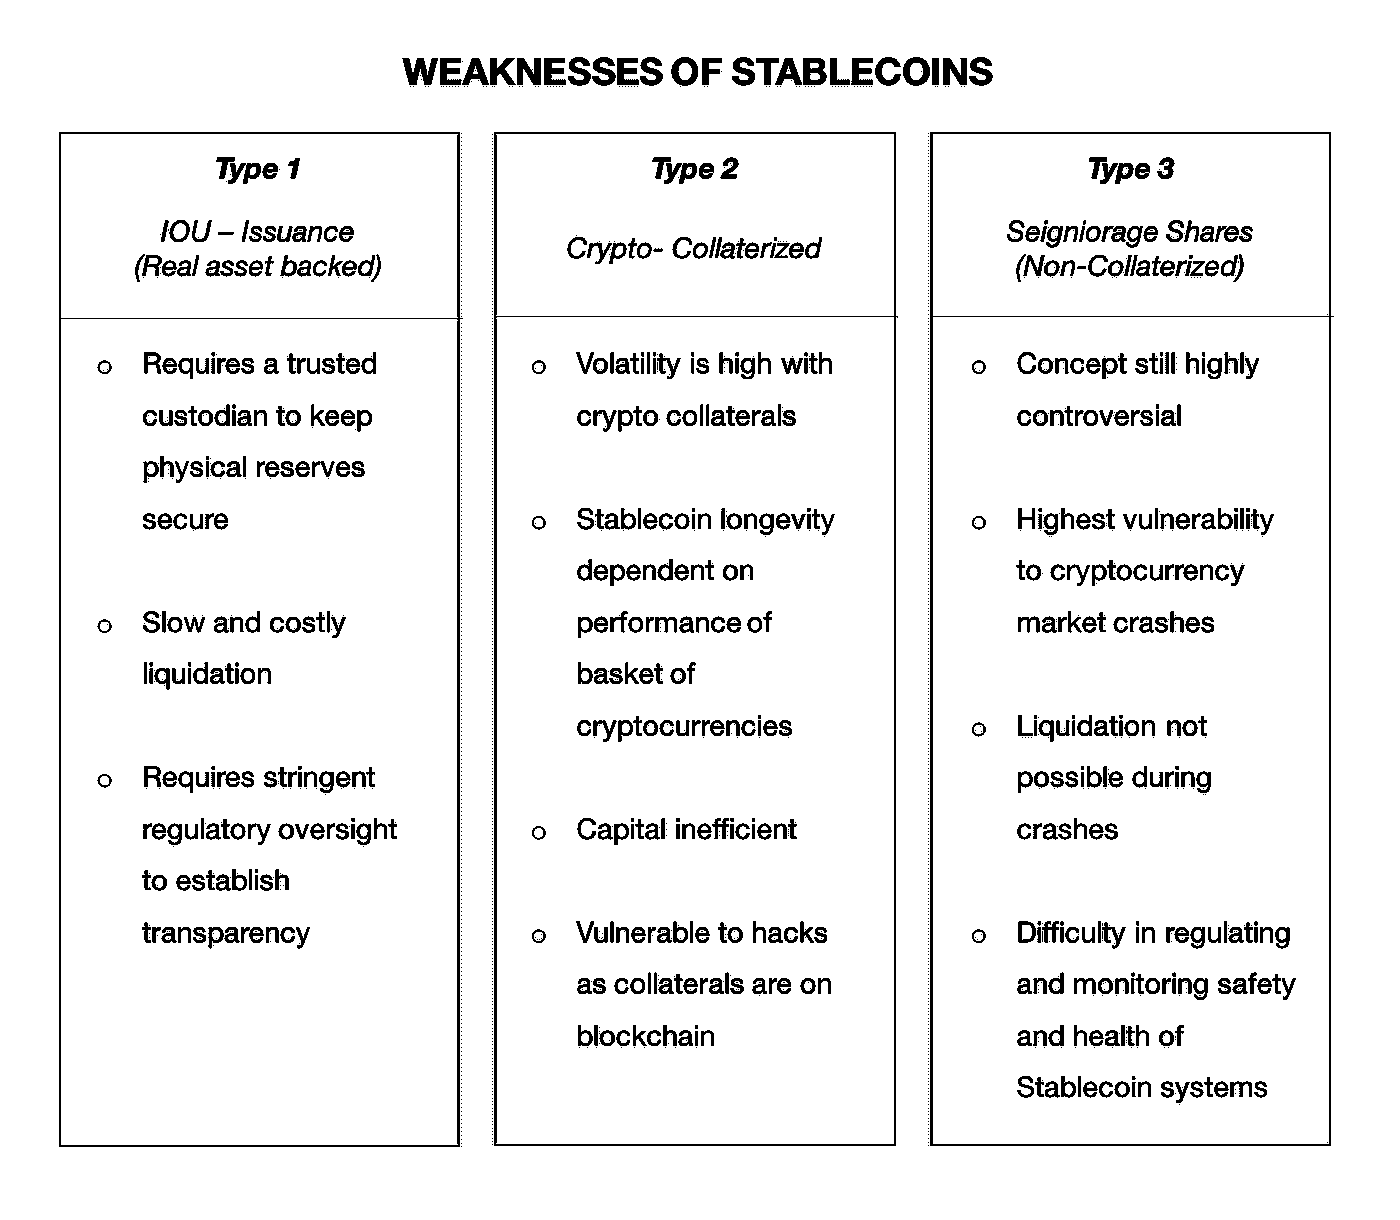 WEAKNESSES OF STABLECOINS
Type 1
IOU – Issuance
(Real asset backed)
o Requires a trusted
custodian to keep
physical reserves
secure
o Slow and costly
liquidation
o Requires stringent
regulatory oversight
to establish
transparency
Type 2
Crypto- Collaterized
o Volatility is high with
crypto collaterals
o Stablecoin longevity
dependent on
performance of
basket of
cryptocurrencies
o Capital inefficient
o Vulnerable to hacks
as collaterals are on
blockchain
Type 3
Seigniorage Shares
(Non-Collaterized)
o Concept still highly
controversial
o Highest vulnerability
to cryptocurrency
market crashes
o Liquidation not
possible during
crashes
o Difficulty in regulating
and monitoring safety
and health of
Stablecoin systems